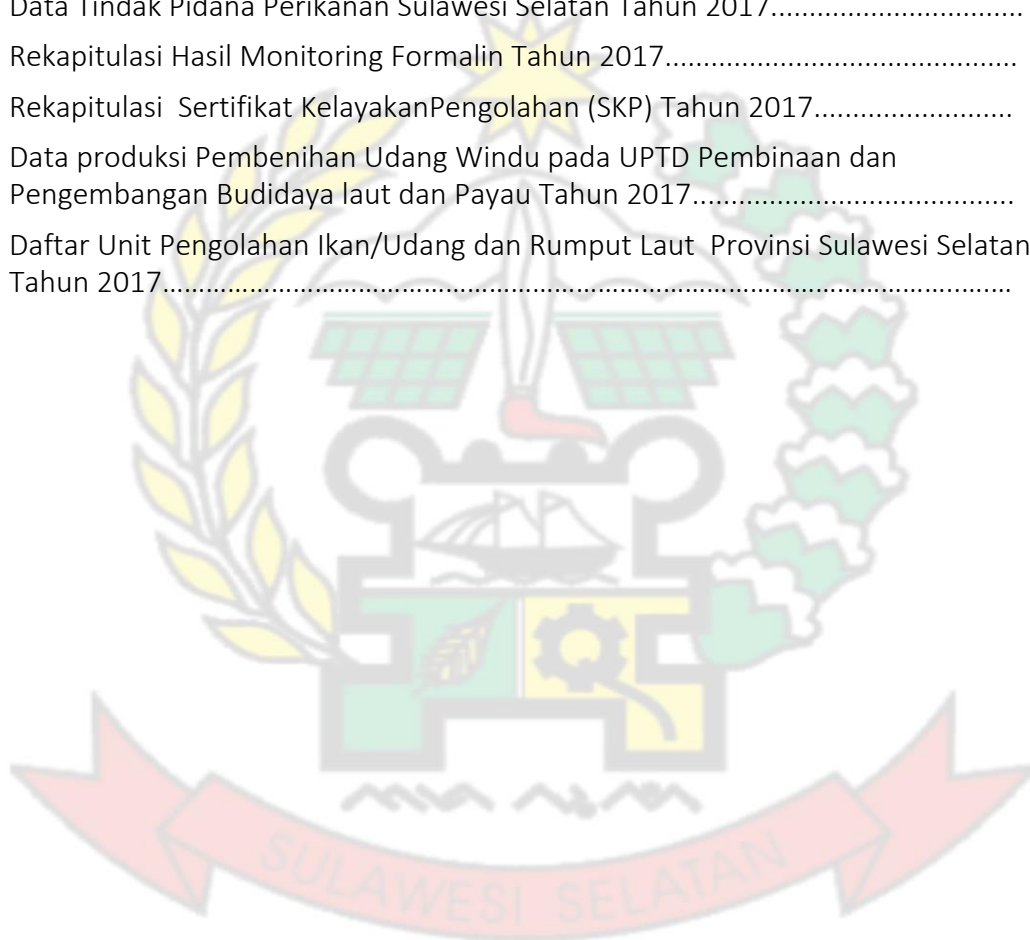 Data Tindak Pidana Perikanan Sulawesi Selatan Tahun 2017................................
Rekapitulasi Hasil Monitoring Formalin Tahun 2017.............................................
Rekapitulasi  Sertifikat KelayakanPengolahan (SKP) Tahun 2017.........................
Data produksi Pembenihan Udang Windu pada UPTD Pembinaan dan
Pengembangan Budidaya laut dan Payau Tahun 2017.........................................
Daftar Unit Pengolahan Ikan/Udang dan Rumput Laut  Provinsi Sulawesi Selatan
Tahun 2017.............................................................................................................
SULAWESI SELATAN